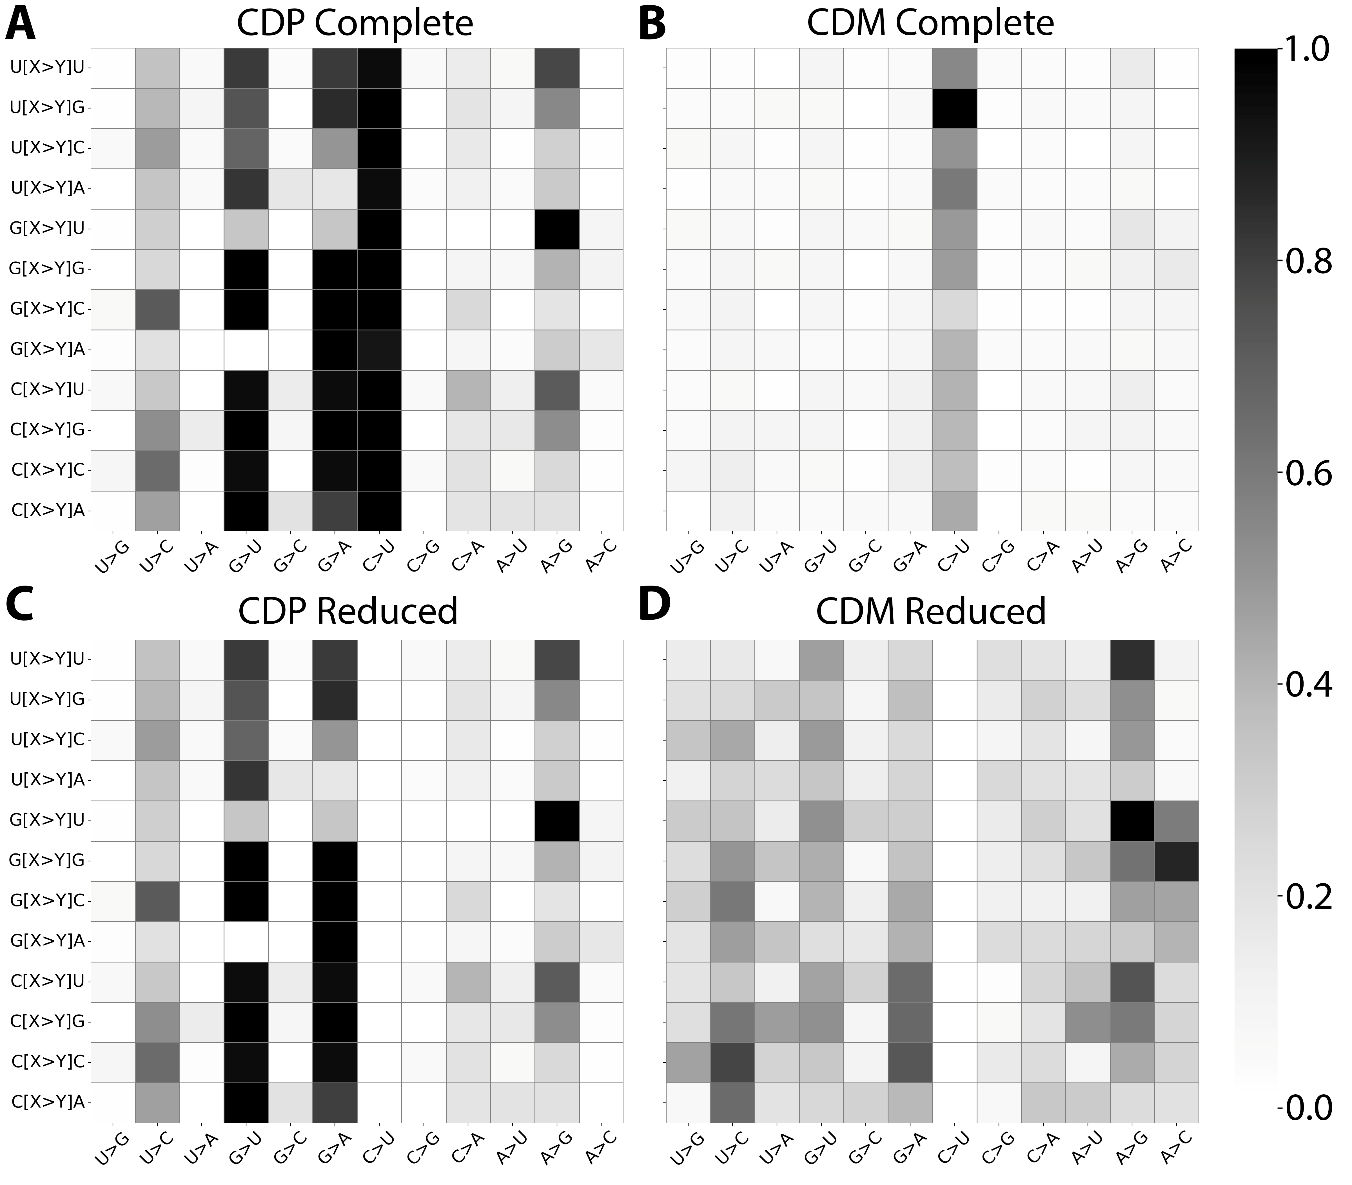 A CDP Complete
B CDM Complete
1.0
0.8
0.6
0.4
0.2
0.0
U[X>Y]U
U[X>Y]G
U[X>Y]C
U[X>Y]A
G[X>Y]U
G[X>Y]G
G[X>Y]C
G[X>Y]A
C[X>Y]U
C[X>Y]G
C[X>Y]C
C[X>Y]A
U>G U>C U>A G>U G>C G>A C>U C>G C>A A>U A>G A>C
U>G U>C U>A G>U G>C G>A C>U C>G C>A A>U A>G A>C
C CDP Reduced
D CDM Reduced
U[X>Y]U
U[X>Y]G
U[X>Y]C
U[X>Y]A
G[X>Y]U
G[X>Y]G
G[X>Y]C
G[X>Y]A
C[X>Y]U
C[X>Y]G
C[X>Y]C
C[X>Y]A
U>G U>C U>A G>U G>C G>A C>U C>G C>A A>U A>G A>C
U>G U>C U>A G>U G>C G>A C>U C>G C>A A>U A>G A>C